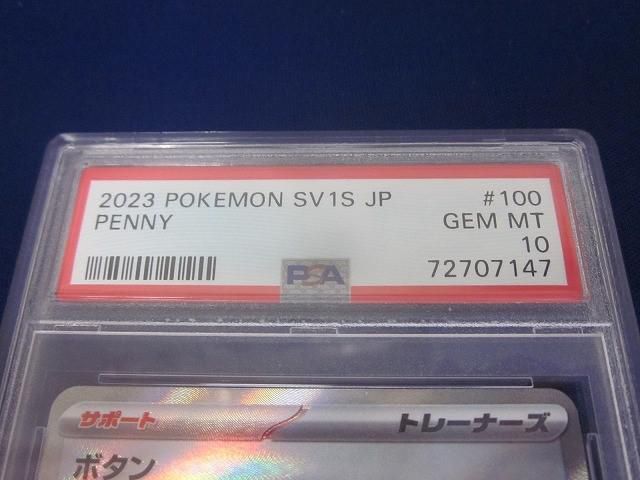 2023 POKEMON SV1S JP #100
PENNY GEM MT
10
PSA 72707147
サポート トレーナーズ
ボタン